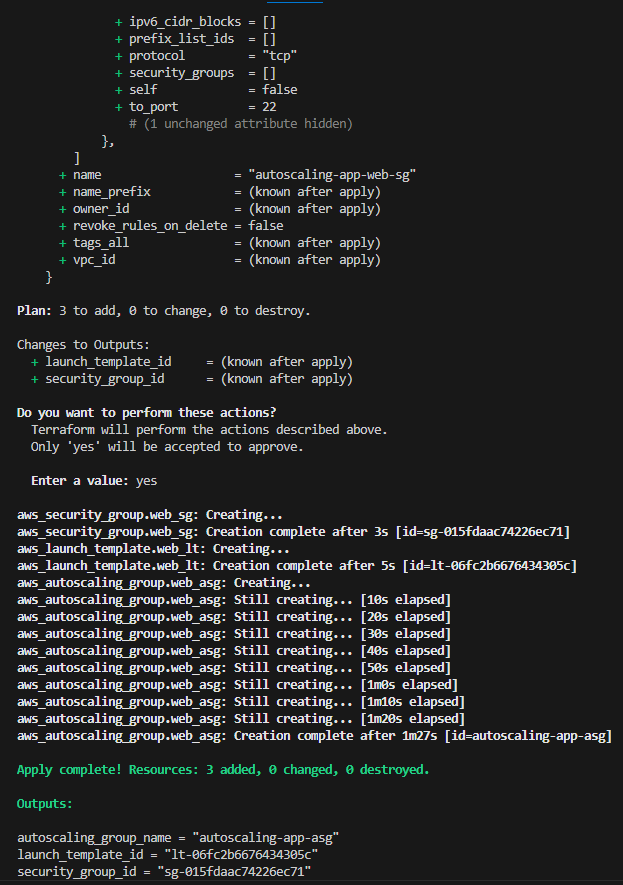 + ipv6_cidr_blocks = []
+ prefix_list_ids  = []
+ protocol         = "tcp"
+ security_groups  = []
+ self             = false
+ to_port          = 22
# (1 unchanged attribute hidden)
},
]
+ name                   = "autoscaling-app-web-sg"
+ name_prefix            = (known after apply)
+ owner_id               = (known after apply)
+ revoke_rules_on_delete = false
+ tags_all               = (known after apply)
+ vpc_id                 = (known after apply)
}
Plan: 3 to add, 0 to change, 0 to destroy.
Changes to Outputs:
+ launch_template_id     = (known after apply)
+ security_group_id      = (known after apply)
Do you want to perform these actions?
Terraform will perform the actions described above.
Only 'yes' will be accepted to approve.
Enter a value: yes
aws_security_group.web_sg: Creating...
aws_security_group.web_sg: Creation complete after 3s [id=sg-015fdaac74226ec71]
aws_launch_template.web_lt: Creating...
aws_launch_template.web_lt: Creation complete after 5s [id=lt-06fc2b6676434305c]
aws_autoscaling_group.web_asg: Creating...
aws_autoscaling_group.web_asg: Still creating... [10s elapsed]
aws_autoscaling_group.web_asg: Still creating... [20s elapsed]
aws_autoscaling_group.web_asg: Still creating... [30s elapsed]
aws_autoscaling_group.web_asg: Still creating... [40s elapsed]
aws_autoscaling_group.web_asg: Still creating... [50s elapsed]
aws_autoscaling_group.web_asg: Still creating... [1m0s elapsed]
aws_autoscaling_group.web_asg: Still creating... [1m10s elapsed]
aws_autoscaling_group.web_asg: Still creating... [1m20s elapsed]
aws_autoscaling_group.web_asg: Creation complete after 1m27s [id=autoscaling-app-asg]
Apply complete! Resources: 3 added, 0 changed, 0 destroyed.
Outputs:
autoscaling_group_name = "autoscaling-app-asg"
launch_template_id = "lt-06fc2b6676434305c"
security_group_id = "sg-015fdaac74226ec71"